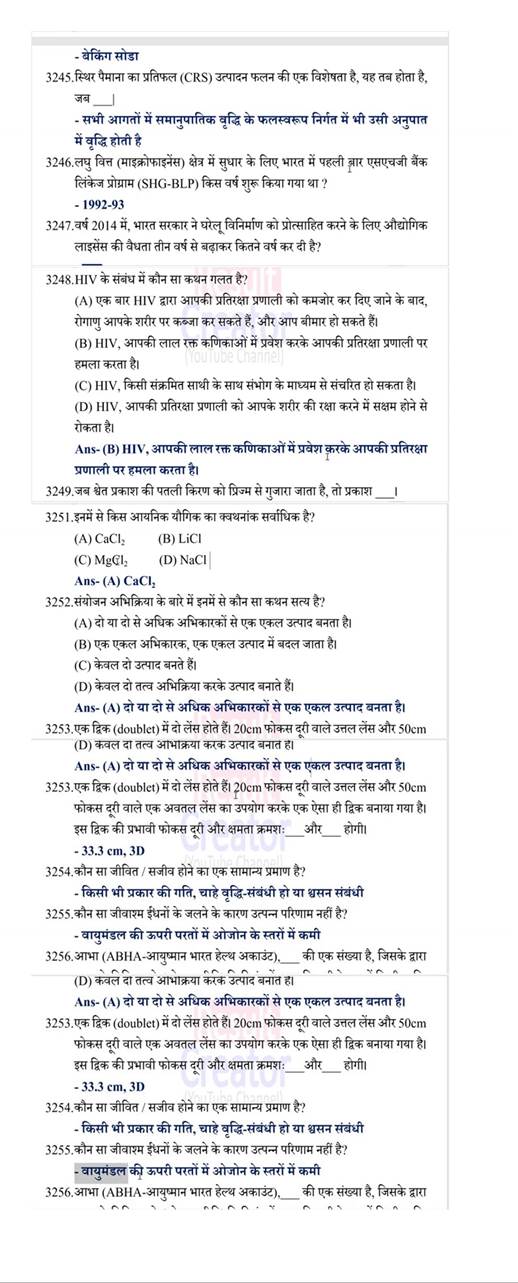 - बेकिंग सोडा
3245.स्थिर पैमाना का प्रतिफल (CRS) उत्पादन फलन की एक विशेषता है, यह तब होता है,
जब ____|
- सभी आगतों में समानुपातिक वृद्धि के फलस्वरूप निर्गत में भी उसी अनुपात
में वृद्धि होती है
3246.लघु वित्त (माइक्रोफाइनेंस) क्षेत्र में सुधार के लिए भारत में पहली बार एसएचजी बैंक
लिंकेज प्रोग्राम (SHG-BLP) किस वर्ष शुरू किया गया था ?
- 1992-93
3247.वर्ष 2014 में, भारत सरकार ने घरेलू विनिर्माण को प्रोत्साहित करने के लिए औद्योगिक
लाइसेंस की वैधता तीन वर्ष से बढ़ाकर कितने वर्ष कर दी है?
3248.HIV के संबंध में कौन सा कथन गलत है?
(A) एक बार HIV द्वारा आपकी प्रतिरक्षा प्रणाली को कमजोर कर दिए जाने के बाद,
रोगाणु आपके शरीर पर कब्जा कर सकते हैं, और आप बीमार हो सकते हैं।
(B) HIV, आपकी लाल रक्त कणिकाओं में प्रवेश करके आपकी प्रतिरक्षा प्रणाली पर
हमला करता है।
(YouTube Channel)
(C) HIV, किसी संक्रमित साथी के साथ संभोग के माध्यम से संचरित हो सकता है।
(D) HIV, आपकी प्रतिरक्षा प्रणाली को आपके शरीर की रक्षा करने में सक्षम होने से
रोकता है।
Ans- (B) HIV, आपकी लाल रक्त कणिकाओं में प्रवेश करके आपकी प्रतिरक्षा
प्रणाली पर हमला करता है।
3249.जब श्वेत प्रकाश की पतली किरण को प्रिज्म से गुजारा जाता है, तो प्रकाश ____।
3251.इनमें से किस आयनिक यौगिक का क्वथनांक सर्वाधिक है?
(A) CaCl₂ (B) LiCl
(C) MgCl₂ (D) NaCl
Ans- (A) CaCl₂
3252.संयोजन अभिक्रिया के बारे में इनमें से कौन सा कथन सत्य है?
(A) दो या दो से अधिक अभिकारकों से एक एकल उत्पाद बनता है।
(B) एक एकल अभिकारक, एक एकल उत्पाद में बदल जाता है।
(C) केवल दो उत्पाद बनते हैं।
(D) केवल दो तत्व अभिक्रिया करके उत्पाद बनाते हैं।
Ans- (A) दो या दो से अधिक अभिकारकों से एक एकल उत्पाद बनता है।
3253.एक द्विक (doublet) में दो लेंस होते हैं। 20cm फोकस दूरी वाले उत्तल लेंस और 50cm
(D) केवल दो तत्व अभिक्रिया करके उत्पाद बनाते हैं।
Ans- (A) दो या दो से अधिक अभिकारकों से एक एकल उत्पाद बनता है।
3253.एक द्विक (doublet) में दो लेंस होते हैं। 20cm फोकस दूरी वाले उत्तल लेंस और 50cm
फोकस दूरी वाले एक अवतल लेंस का उपयोग करके एक ऐसा ही द्विक बनाया गया है।
इस द्विक की प्रभावी फोकस दूरी और क्षमता क्रमशः____और____ होगी।
Creator
- 33.3 cm, 3D
3254.कौन सा जीवित / सजीव होने का एक सामान्य प्रमाण है?
- किसी भी प्रकार की गति, चाहे वृद्धि-संबंधी हो या श्वसन संबंधी
3255.कौन सा जीवाश्म ईंधनों के जलने के कारण उत्पन्न परिणाम नहीं है?
- वायुमंडल की ऊपरी परतों में ओजोन के स्तरों में कमी
3256.आभा (ABHA-आयुष्मान भारत हेल्थ अकाउंट),____ की एक संख्या है, जिसके द्वारा
(D) केवल दो तत्व अभिक्रिया करके उत्पाद बनाते हैं।
Ans- (A) दो या दो से अधिक अभिकारकों से एक एकल उत्पाद बनता है।
3253.एक द्विक (doublet) में दो लेंस होते हैं। 20cm फोकस दूरी वाले उत्तल लेंस और 50cm
फोकस दूरी वाले एक अवतल लेंस का उपयोग करके एक ऐसा ही द्विक बनाया गया है।
इस द्विक की प्रभावी फोकस दूरी और क्षमता क्रमशः____और____ होगी।
Creator
- 33.3 cm, 3D
3254.कौन सा जीवित / सजीव होने का एक सामान्य प्रमाण है?
- किसी भी प्रकार की गति, चाहे वृद्धि-संबंधी हो या श्वसन संबंधी
3255.कौन सा जीवाश्म ईंधनों के जलने के कारण उत्पन्न परिणाम नहीं है?
- वायुमंडल की ऊपरी परतों में ओजोन के स्तरों में कमी
3256.आभा (ABHA-आयुष्मान भारत हेल्थ अकाउंट),____ की एक संख्या है, जिसके द्वारा